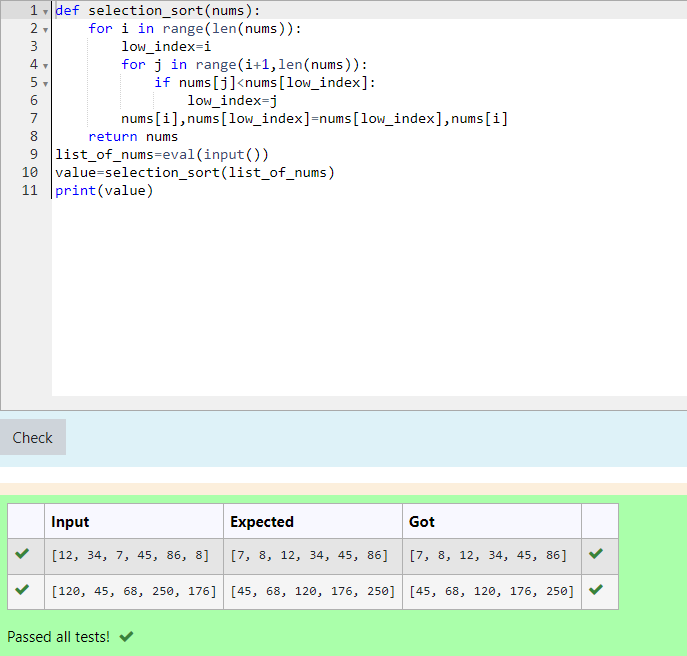 1 def selection_sort(nums):
2     for i in range(len(nums)):
3         low_index=i
4         for j in range(i+1,len(nums)):
5             if nums[j]<nums[low_index]:
6                 low_index=j
7         nums[i],nums[low_index]=nums[low_index],nums[i]
8     return nums
9 list_of_nums=eval(input())
10 value=selection_sort(list_of_nums)
11 print(value)
Check
Input Expected Got
[12, 34, 7, 45, 86, 8] [7, 8, 12, 34, 45, 86] [7, 8, 12, 34, 45, 86]
[120, 45, 68, 250, 176] [45, 68, 120, 176, 250] [45, 68, 120, 176, 250]
Passed all tests!